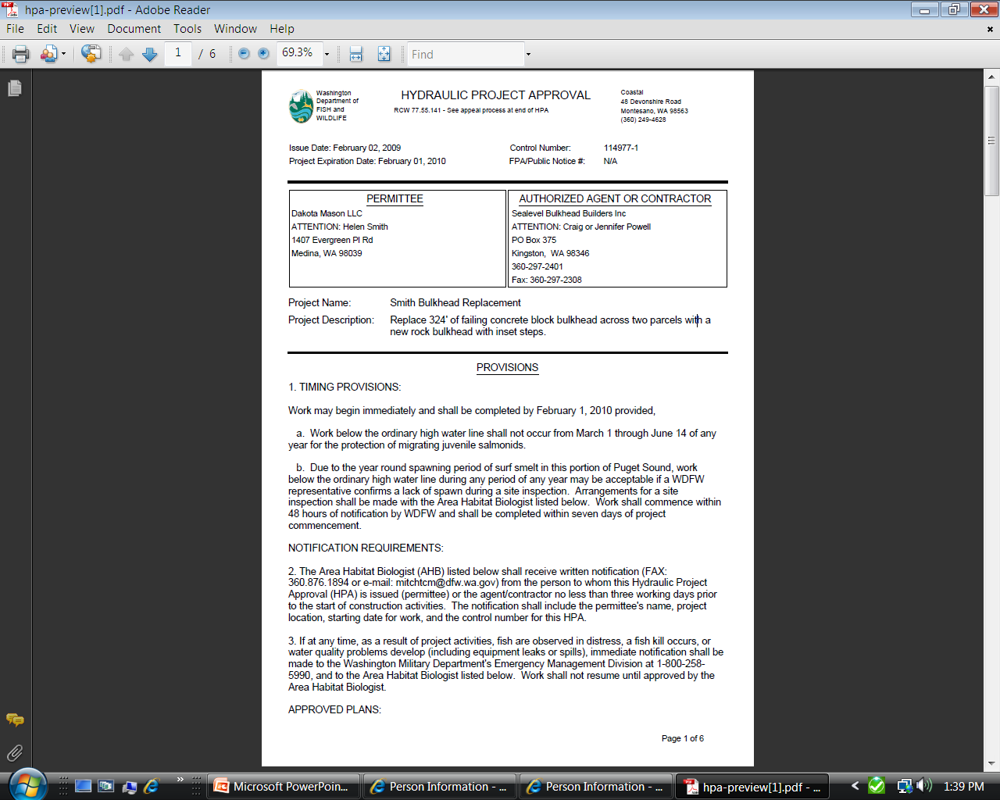 hpa-preview[1].pdf - Adobe Reader
File Edit View Document Tools Window Help
1 / 6 69.3% Find
Washington
Department of
FISH and
WILDLIFE
HYDRAULIC PROJECT APPROVAL
RCW 77.55.141 - See appeal process at end of HPA
Coastal
48 Devonshire Road
Montesano, WA 98563
(360) 249-4628
Issue Date: February 02, 2009
Project Expiration Date: February 01, 2010
Control Number: 114977-1
FPA/Public Notice #: N/A
PERMITTEE
Dakota Mason LLC
ATTENTION: Helen Smith
1407 Evergreen Pl Rd
Medina, WA 98039
AUTHORIZED AGENT OR CONTRACTOR
Sealevel Bulkhead Builders Inc
ATTENTION: Craig or Jennifer Powell
PO Box 375
Kingston, WA 98346
360-297-2401
Fax: 360-297-2308
Project Name: Smith Bulkhead Replacement
Project Description: Replace 324' of failing concrete block bulkhead across two parcels with a
new rock bulkhead with inset steps.
PROVISIONS
1. TIMING PROVISIONS:
Work may begin immediately and shall be completed by February 1, 2010 provided,
a. Work below the ordinary high water line shall not occur from March 1 through June 14 of any
year for the protection of migrating juvenile salmonids.
b. Due to the year round spawning period of surf smelt in this portion of Puget Sound, work
below the ordinary high water line during any period of any year may be acceptable if a WDFW
representative confirms a lack of spawn during a site inspection. Arrangements for a site
inspection shall be made with the Area Habitat Biologist listed below. Work shall commence within
48 hours of notification by WDFW and shall be completed within seven days of project
commencement.
NOTIFICATION REQUIREMENTS:
2. The Area Habitat Biologist (AHB) listed below shall receive written notification (FAX:
360.876.1894 or e-mail: mitchtcm@dfw.wa.gov) from the person to whom this Hydraulic Project
Approval (HPA) is issued (permittee) or the agent/contractor no less than three working days prior
to the start of construction activities. The notification shall include the permittee's name, project
location, starting date for work, and the control number for this HPA.
3. If at any time, as a result of project activities, fish are observed in distress, a fish kill occurs, or
water quality problems develop (including equipment leaks or spills), immediate notification shall be
made to the Washington Military Department's Emergency Management Division at 1-800-258-
5990, and to the Area Habitat Biologist listed below. Work shall not resume until approved by the
Area Habitat Biologist.
APPROVED PLANS:
Page 1 of 6
Microsoft PowerPoin... Person Information - ... Person Information - ... hpa-preview[1].pdf - ... 1:39 PM